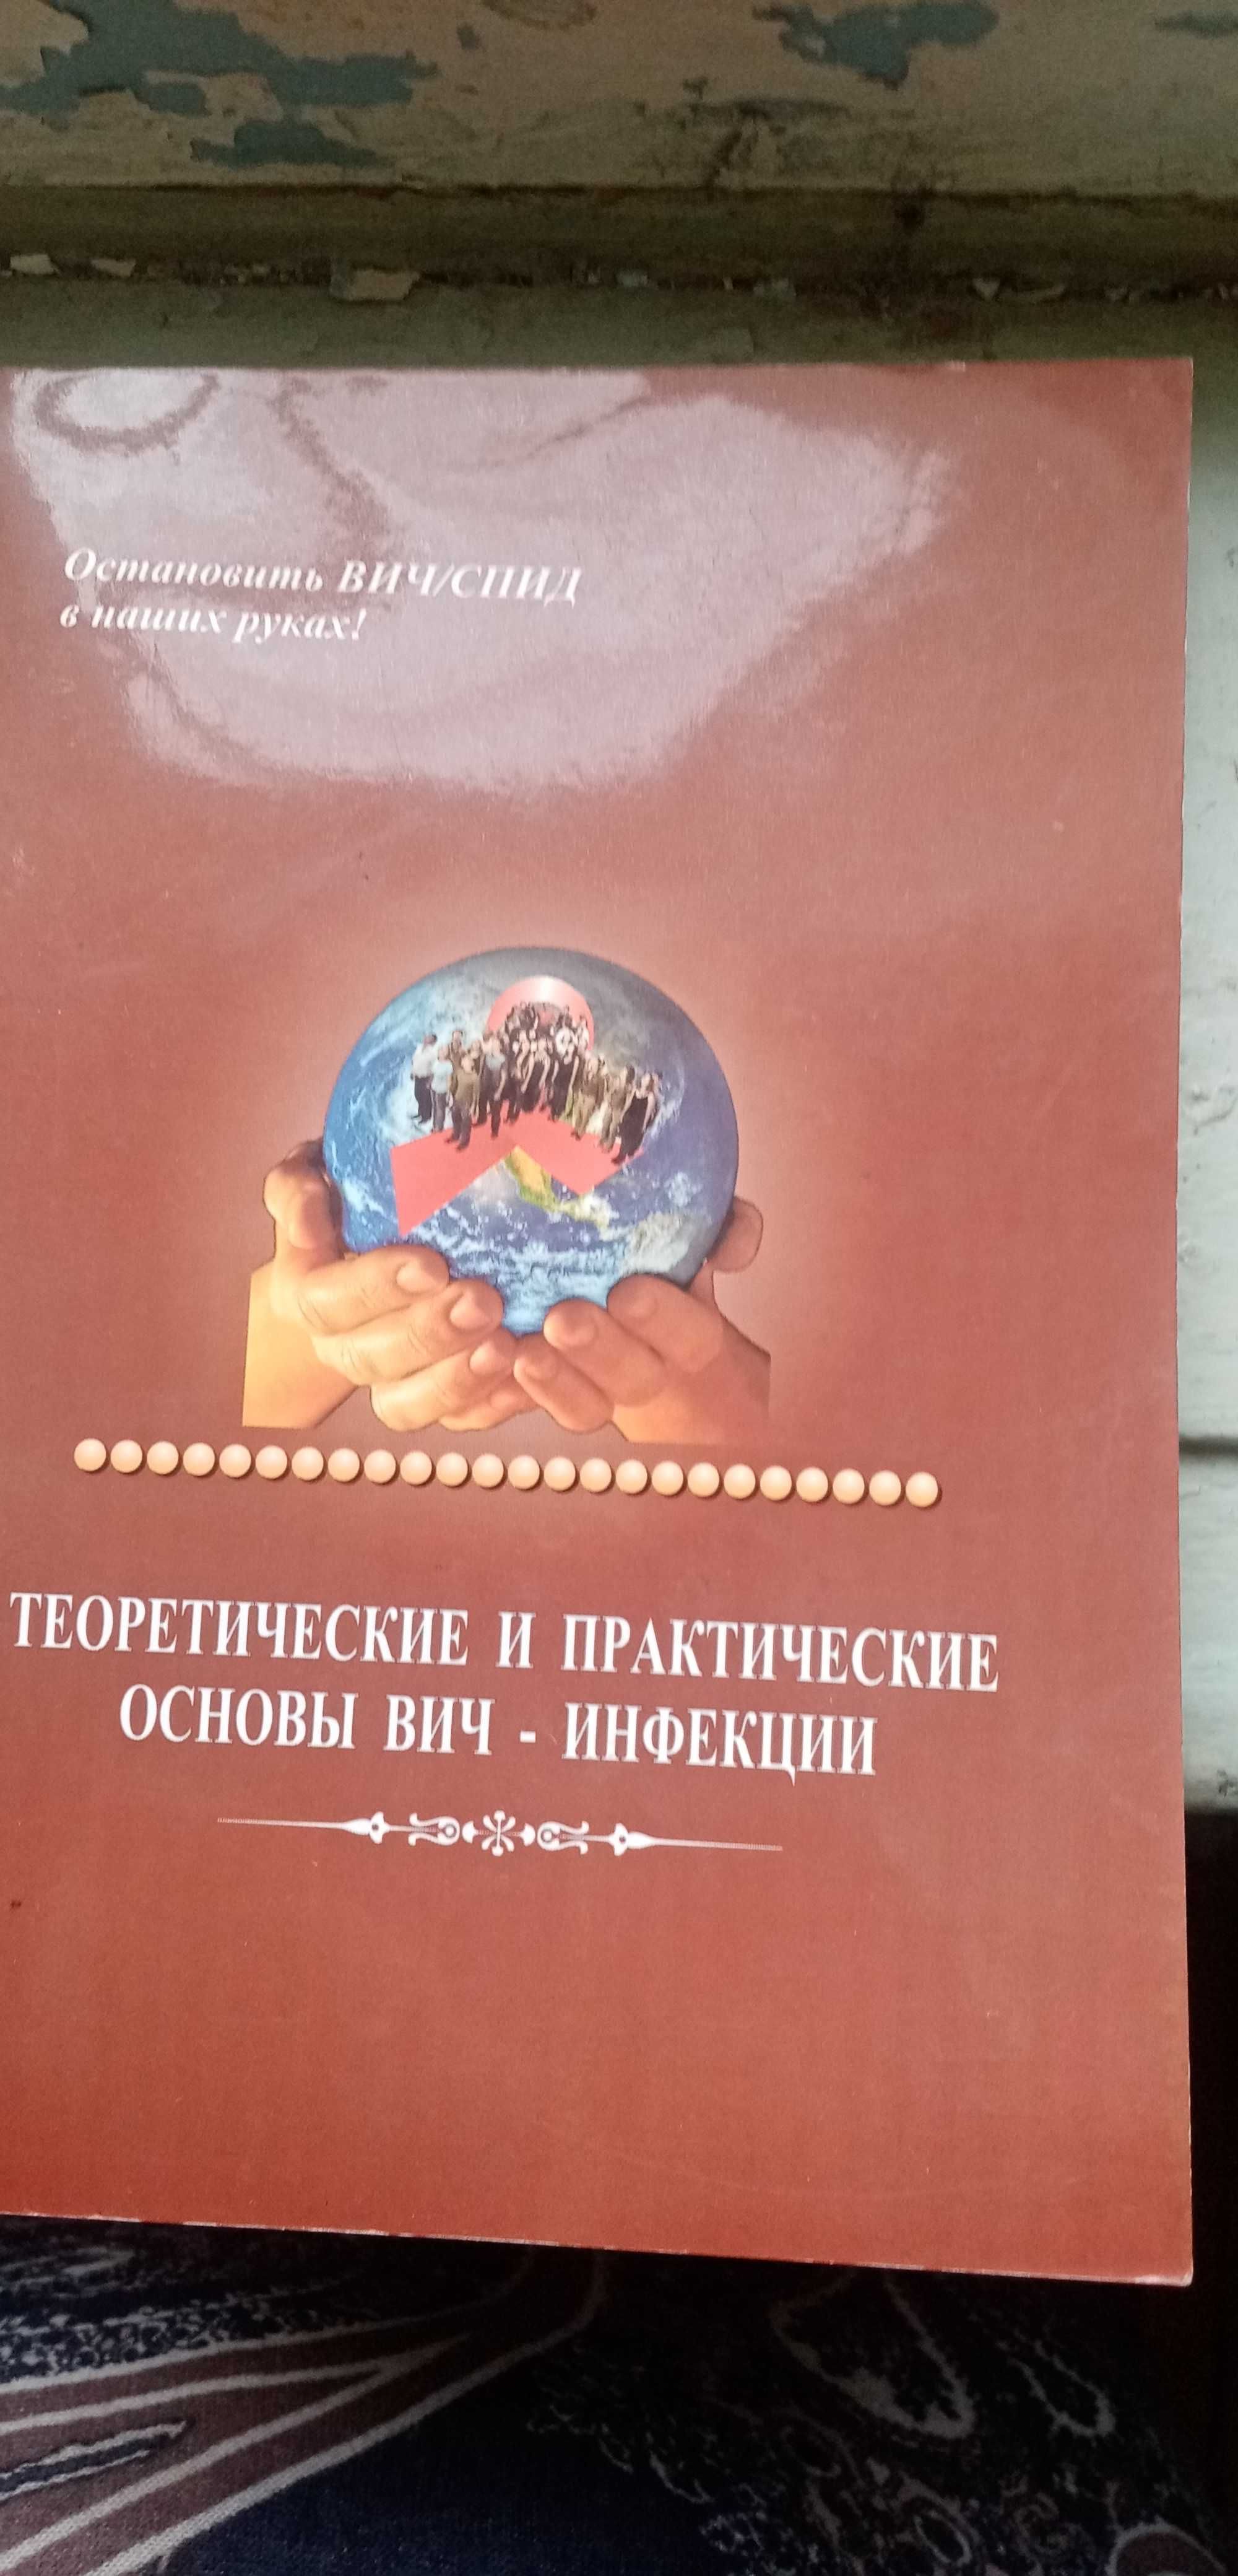 Остановить ВИЧ/СПИД
в наших руках!
ТЕОРЕТИЧЕСКИЕ И ПРАКТИЧЕСКИЕ
ОСНОВЫ ВИЧ - ИНФЕКЦИИ